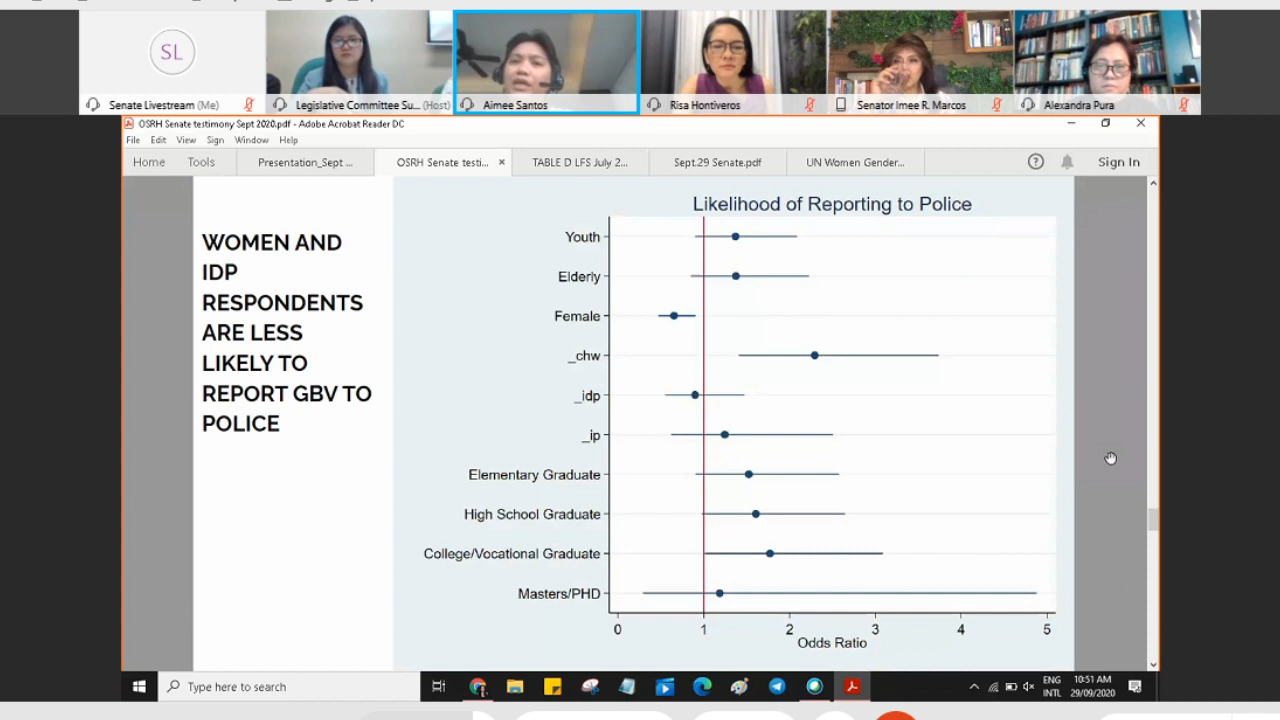 SL
Senate Livestream (Me)
Legislative Committee Su... (Host)
Aimee Santos
Risa Hontiveros
Senator Imee R. Marcos
Alexandra Pura
OSRH Senate testimony Sept 2020.pdf - Adobe Acrobat Reader DC
File Edit View Sign Window Help
Home Tools Presentation_Sept ... OSRH Senate testi... × TABLE D LFS July 2... Sept.29 Senate.pdf UN Women Gender... Sign In
WOMEN AND
IDP
RESPONDENTS
ARE LESS
LIKELY TO
REPORT GBV TO
POLICE
Likelihood of Reporting to Police
Youth
Elderly
Female
_chw
_idp
_ip
Elementary Graduate
High School Graduate
College/Vocational Graduate
Masters/PHD
0 1 2 3 4 5
Odds Ratio
Type here to search
ENG
INTL
10:51 AM
29/09/2020